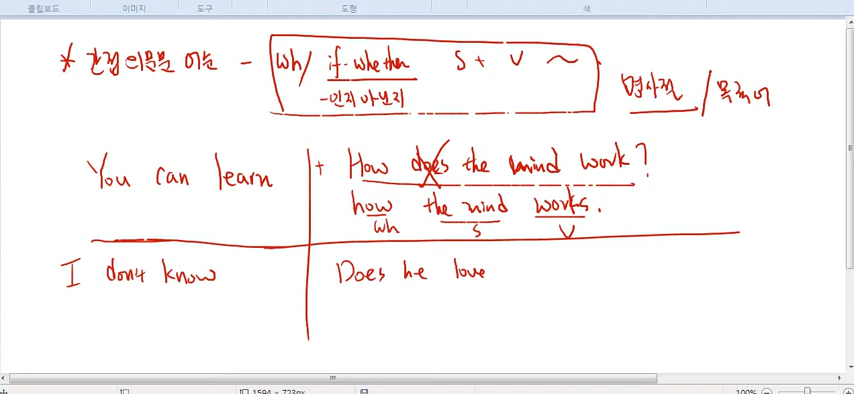 클립보드 이미지 도구 도형 색
* 간접의문문 어순 - wh/ if·whether S + V ~
-인지 아닌지 명사절 / 목적어
You can learn + How does the mind work?
how the mind works.
wh s V
I don't know Does he love
1594 × 723px 100%